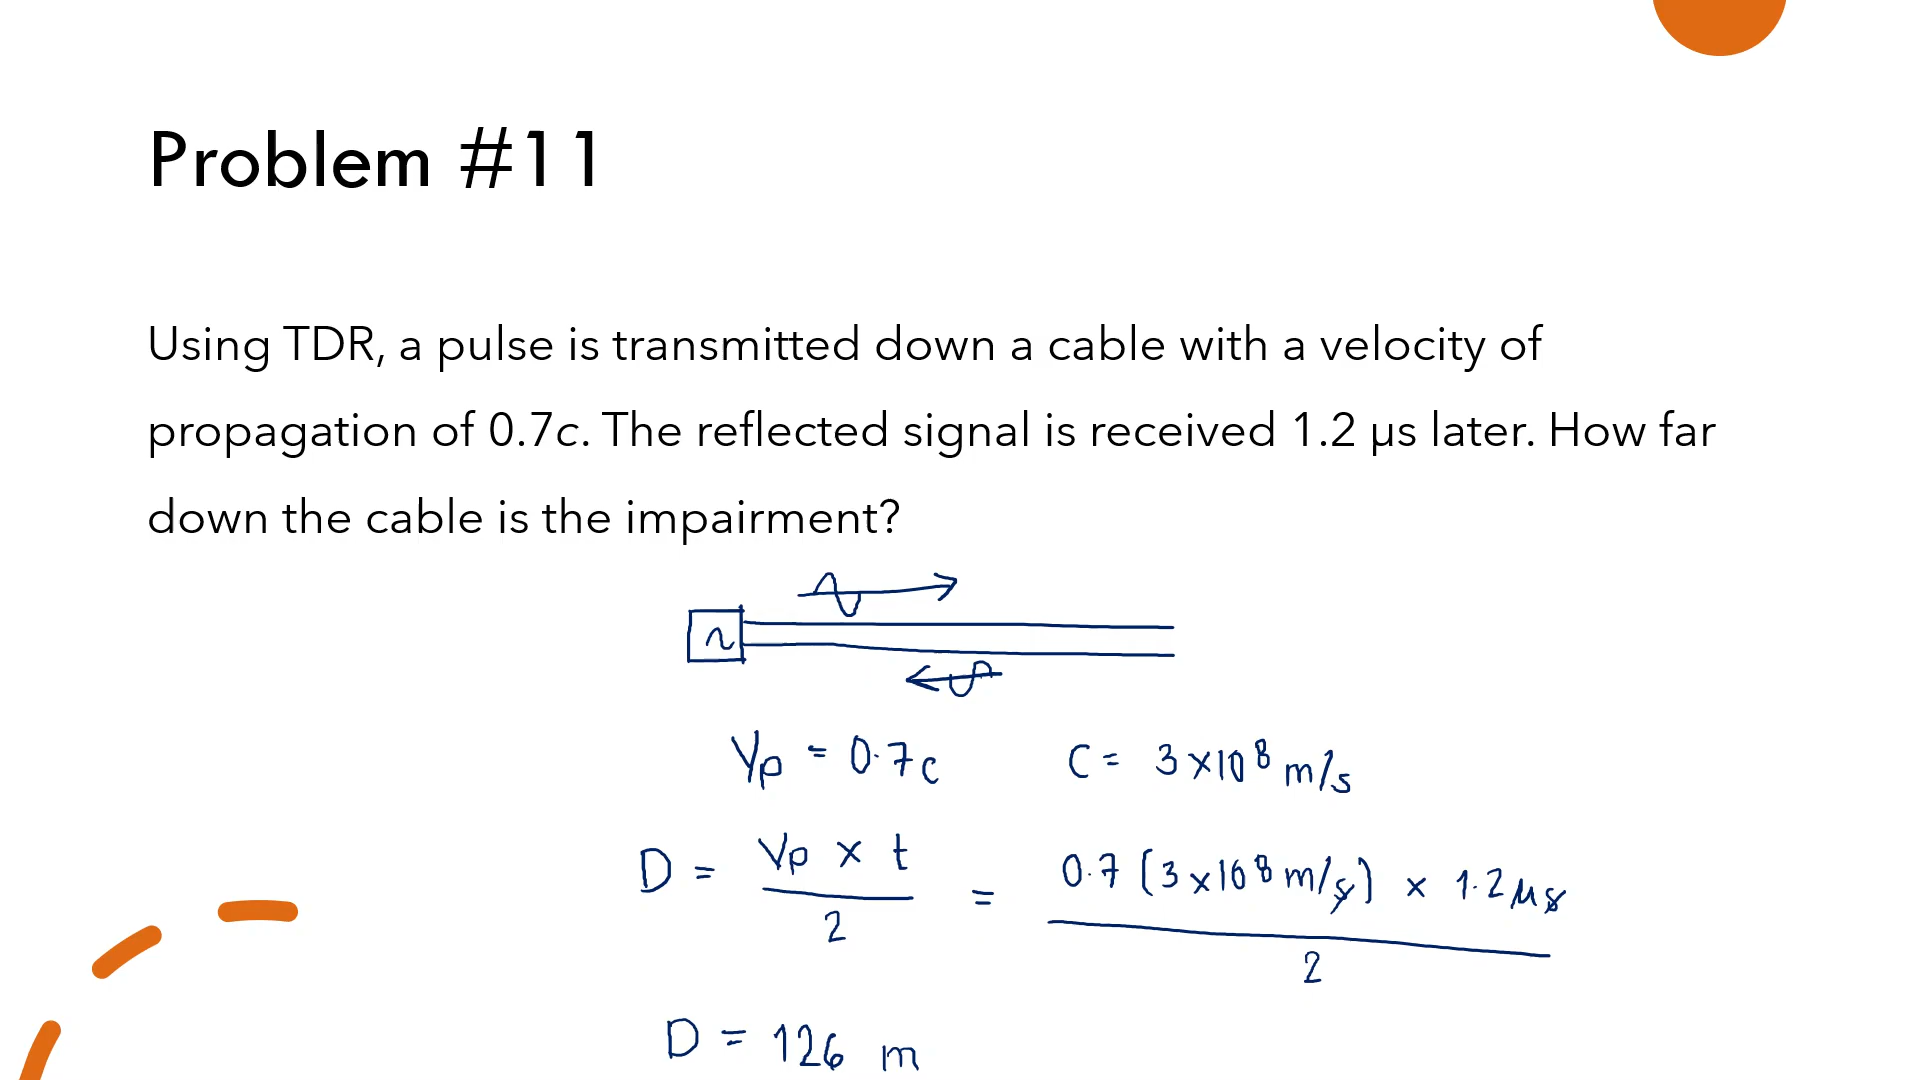 Problem #11
Using TDR, a pulse is transmitted down a cable with a velocity of
propagation of 0.7c. The reflected signal is received 1.2 µs later. How far
down the cable is the impairment?
Vp = 0.7c C = 3×10⁸ m/s
D = Vp × t / 2 = 0.7 (3×10⁸ m/s) × 1.2 µs / 2
D = 126 m